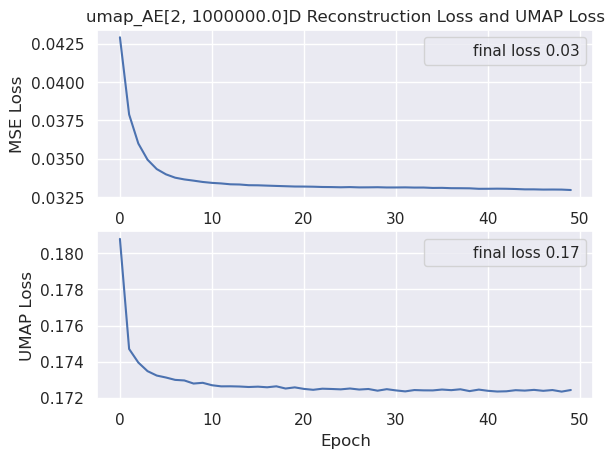 umap_AE[2, 1000000.0]D Reconstruction Loss and UMAP Loss
0.0425
0.0400
0.0375
0.0350
0.0325
MSE Loss
final loss 0.03
0 10 20 30 40 50
0.180
0.178
0.176
0.174
0.172
UMAP Loss
final loss 0.17
0 10 20 30 40 50
Epoch